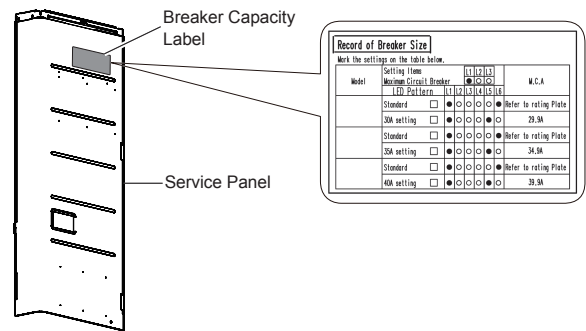 Breaker Capacity
Label
Service Panel
Record of Breaker Size
Mark the settings on the table below.
Model
Setting Items L1 L2 L3
Maximum Circuit Breaker ● ○ ○
M.C.A
LED Pattern L1 L2 L3 L4 L5 L6
Standard □ ● ○ ○ ○ ○ ● Refer to rating Plate
30A setting □ ● ○ ○ ○ ● ○ 29.9A
Standard □ ● ○ ○ ○ ○ ● Refer to rating Plate
35A setting □ ● ○ ○ ○ ● ○ 34.9A
Standard □ ● ○ ○ ○ ○ ● Refer to rating Plate
40A setting □ ● ○ ○ ○ ● ○ 39.9A